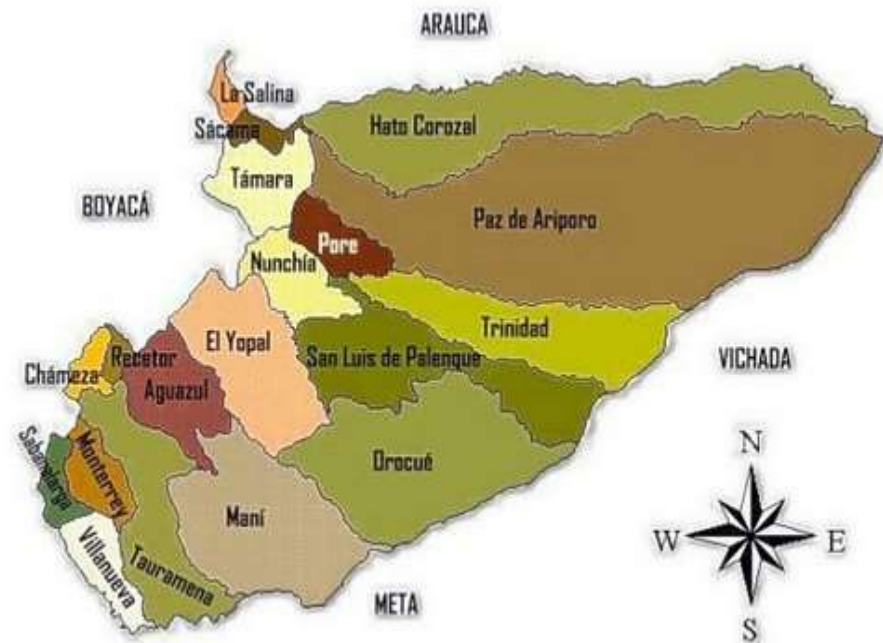 ARAUCA
La Salina
Sácama
Hato Corozal
Támara
BOYACÁ
Paz de Ariporo
Pore
Nunchía
Trinidad
El Yopal
San Luis de Palenque
VICHADA
Recetor
Chámeza
Aguazul
Sabanalarga
Monterrey
Orocué
Maní
Villanueva
Tauramena
META
N
W
E
S